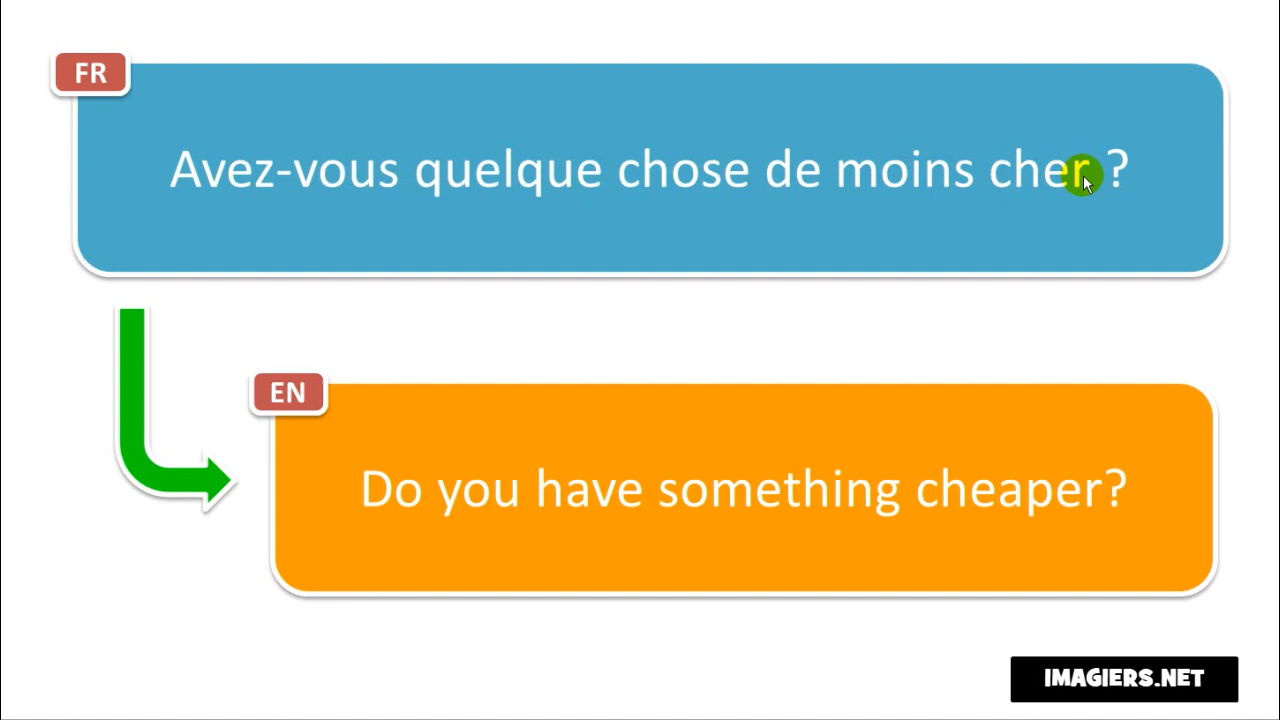 FR
Avez-vous quelque chose de moins cher ?
EN
Do you have something cheaper?
IMAGIERS.NET